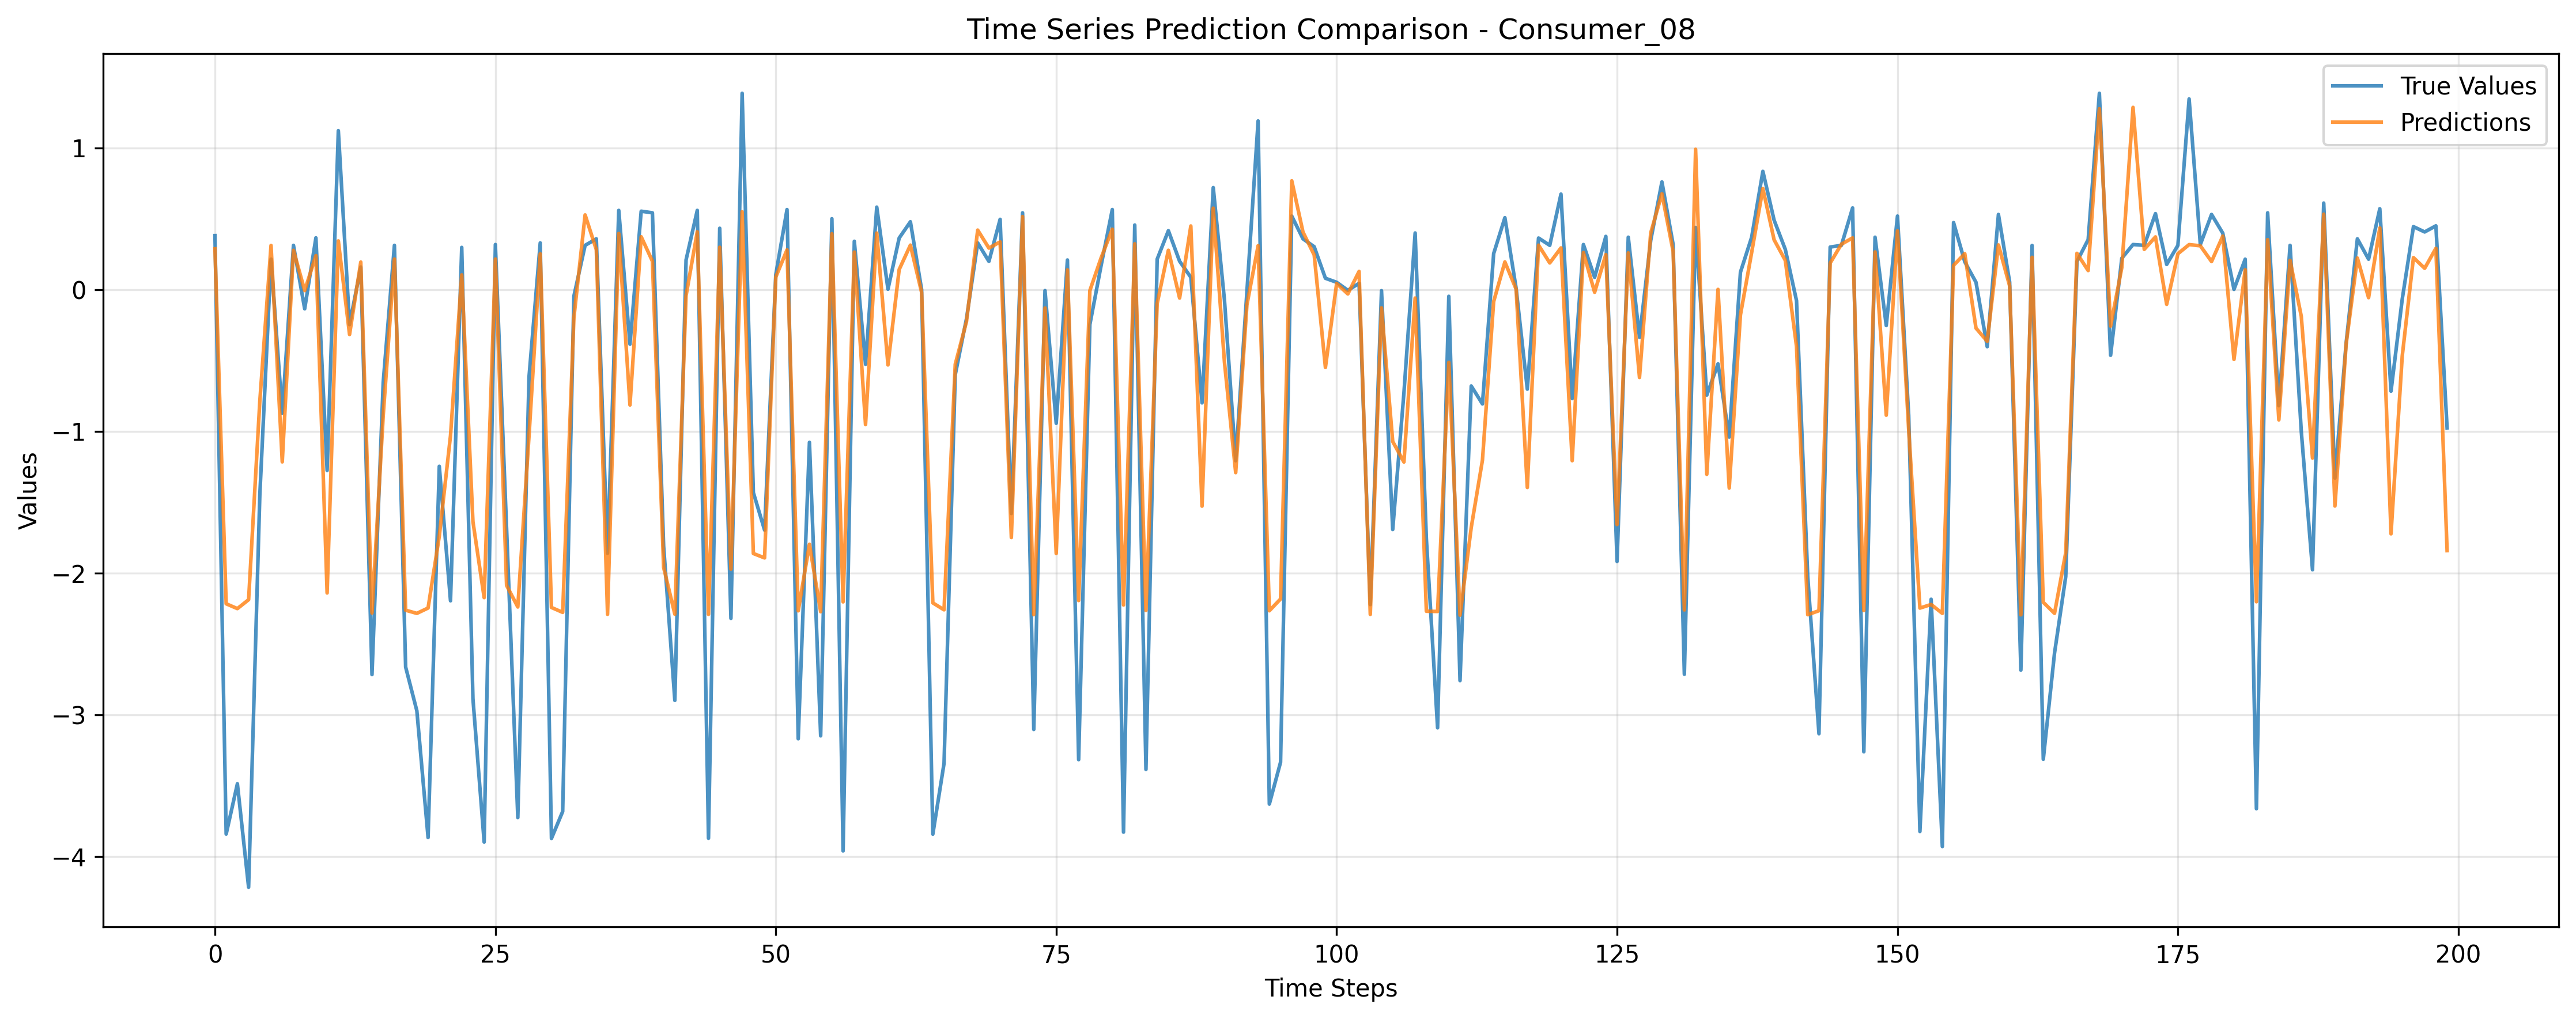 Time Series Prediction Comparison - Consumer_08
True Values
Predictions
1
0
−1
−2
−3
−4
Values
0 25 50 75 100 125 150 175 200
Time Steps